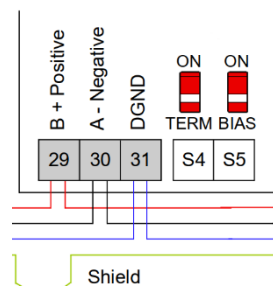 B + Positive
A - Negative
DGND
ON ON
TERM BIAS
29 30 31 S4 S5
Shield